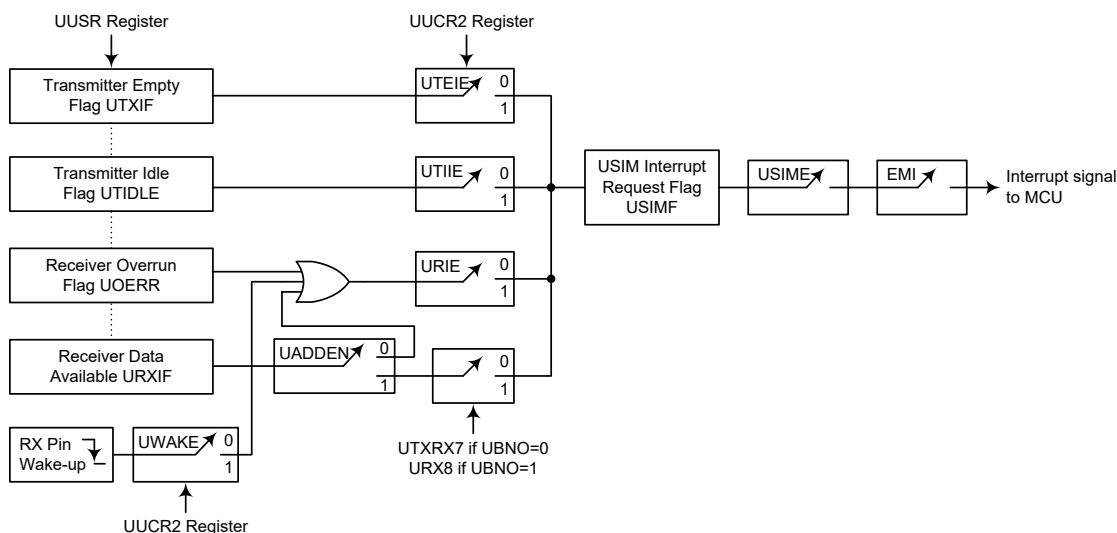 UUSR Register
UUCR2 Register
Transmitter Empty
Flag UTXIF
UTEIE
0
1
Transmitter Idle
Flag UTIDLE
UTIIE
0
1
USIM Interrupt
Request Flag
USIMF
USIME
EMI
Interrupt signal
to MCU
Receiver Overrun
Flag UOERR
URIE
0
1
Receiver Data
Available URXIF
UADDEN
0
1
0
1
RX Pin
Wake-up
UWAKE
0
1
UTXRX7 if UBNO=0
URX8 if UBNO=1
UUCR2 Register